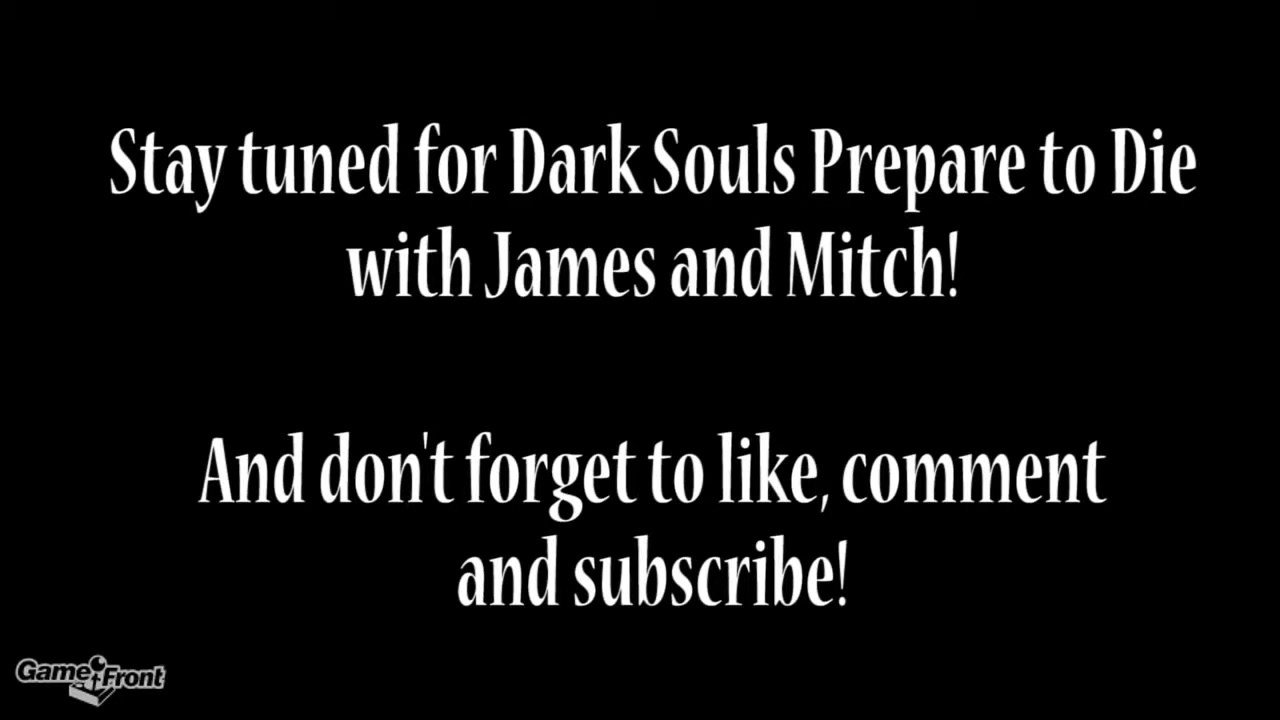 Stay tuned for Dark Souls Prepare to Die
with James and Mitch!
And don't forget to like, comment
and subscribe!
GameFront